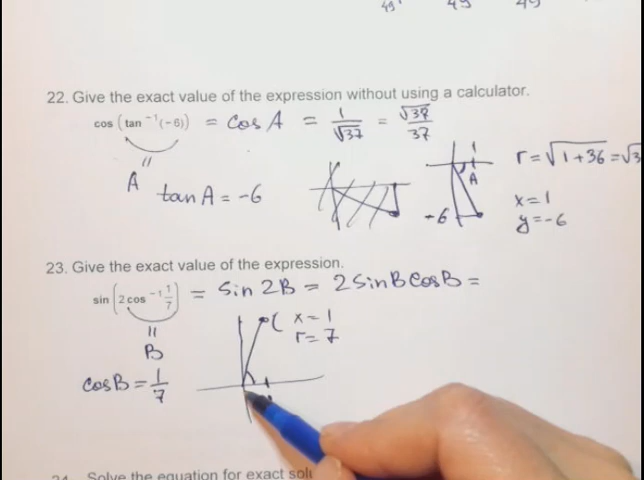 49 49 49
22. Give the exact value of the expression without using a calculator.
cos (tan⁻¹(-6)) = cos A = 1/√37 = √37/37
"
A
tan A = -6
A
-6
r = √1+36 = √3
x = 1
y = -6
23. Give the exact value of the expression.
sin [2 cos⁻¹ 1/7] = sin 2B = 2 sin B cos B =
"
B
cos B = 1/7
x = 1
r = 7
24. Solve the equation for exact solu